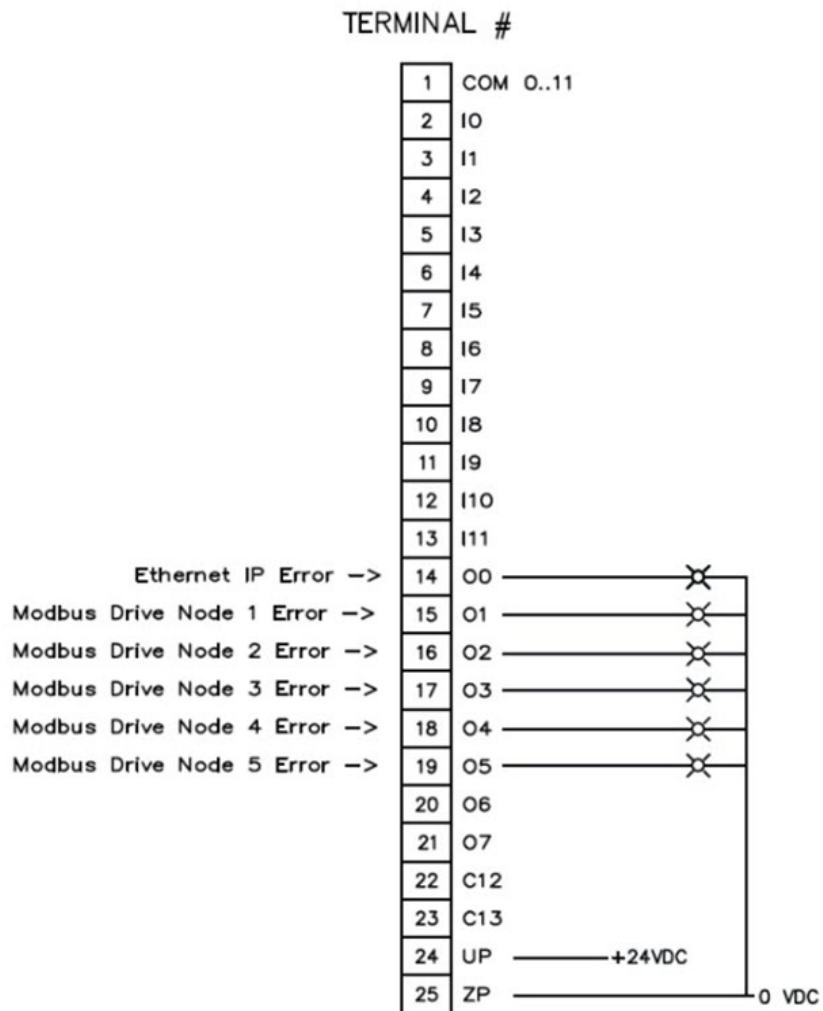 TERMINAL #
1 COM 0..11
2 I0
3 I1
4 I2
5 I3
6 I4
7 I5
8 I6
9 I7
10 I8
11 I9
12 I10
13 I11
Ethernet IP Error -> 14 O0
Modbus Drive Node 1 Error -> 15 O1
Modbus Drive Node 2 Error -> 16 O2
Modbus Drive Node 3 Error -> 17 O3
Modbus Drive Node 4 Error -> 18 O4
Modbus Drive Node 5 Error -> 19 O5
20 O6
21 O7
22 C12
23 C13
24 UP +24VDC
25 ZP 0 VDC